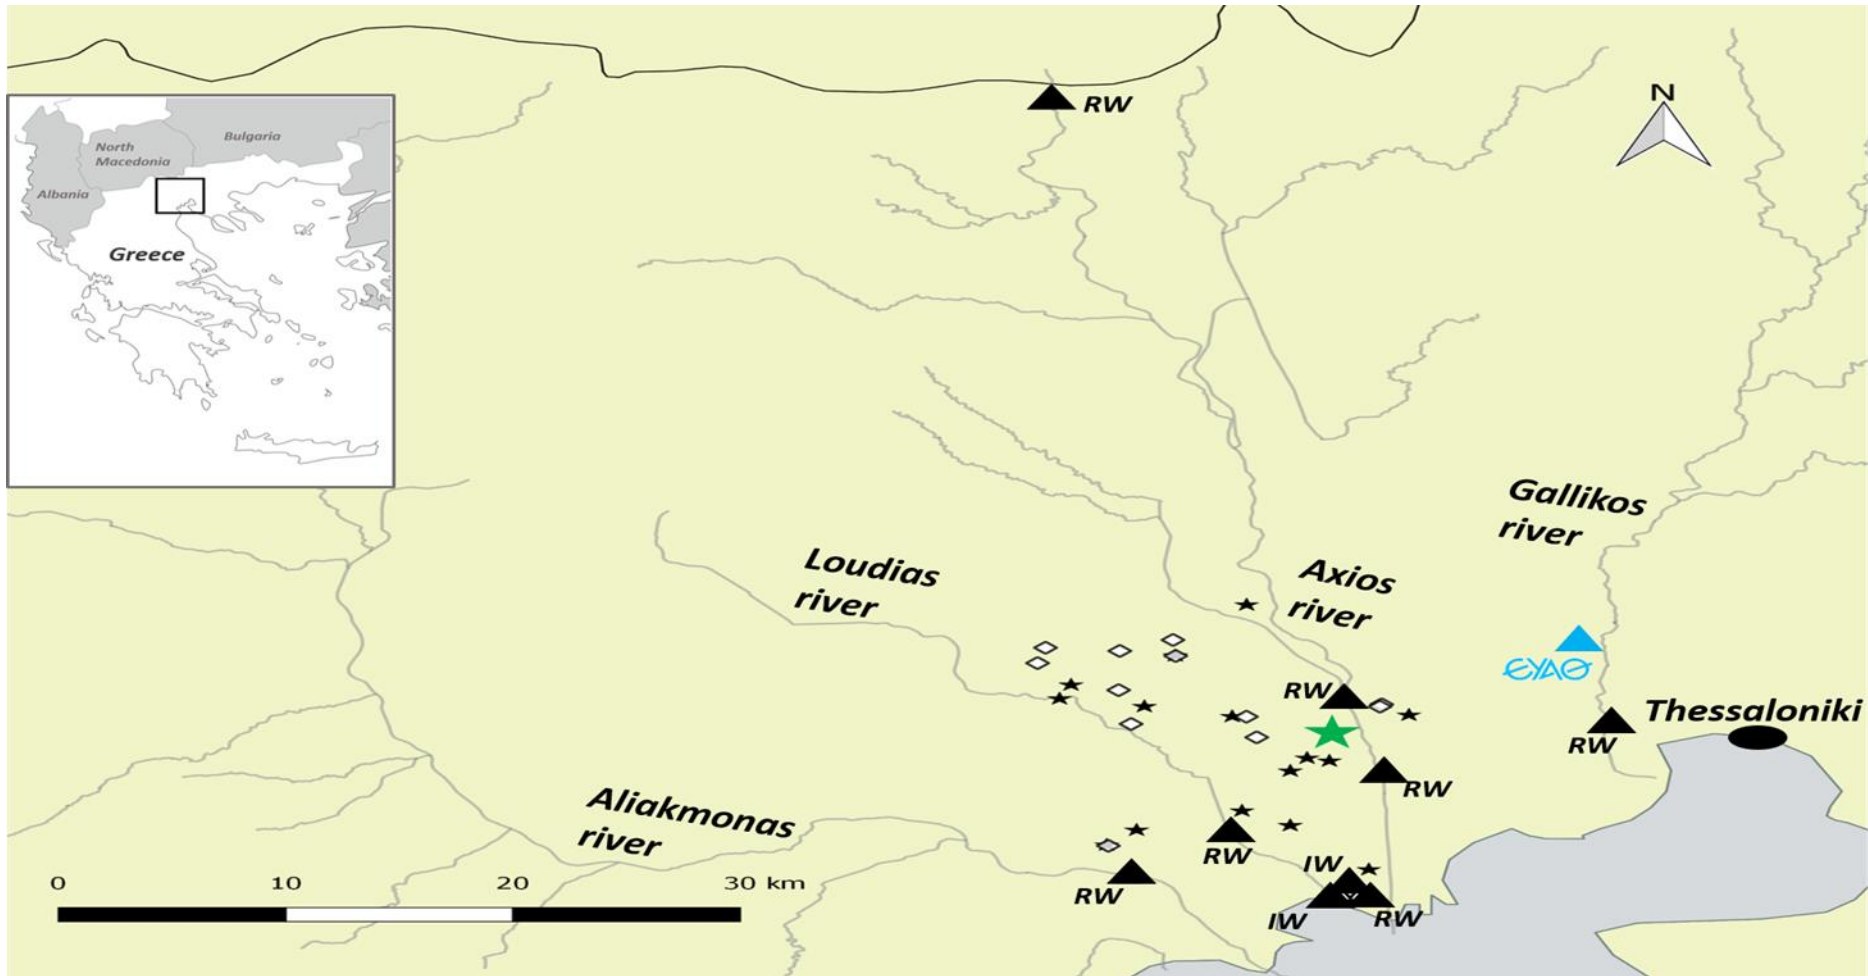 RW
N
Bulgaria
North
Macedonia
Albania
Greece
Gallikos
river
Loudias
river
Axios
river
ΕΥΑΘ
RW
Thessaloniki
RW
RW
Aliakmonas
river
RW
IW
0 10 20 30 km
RW
IW
RW